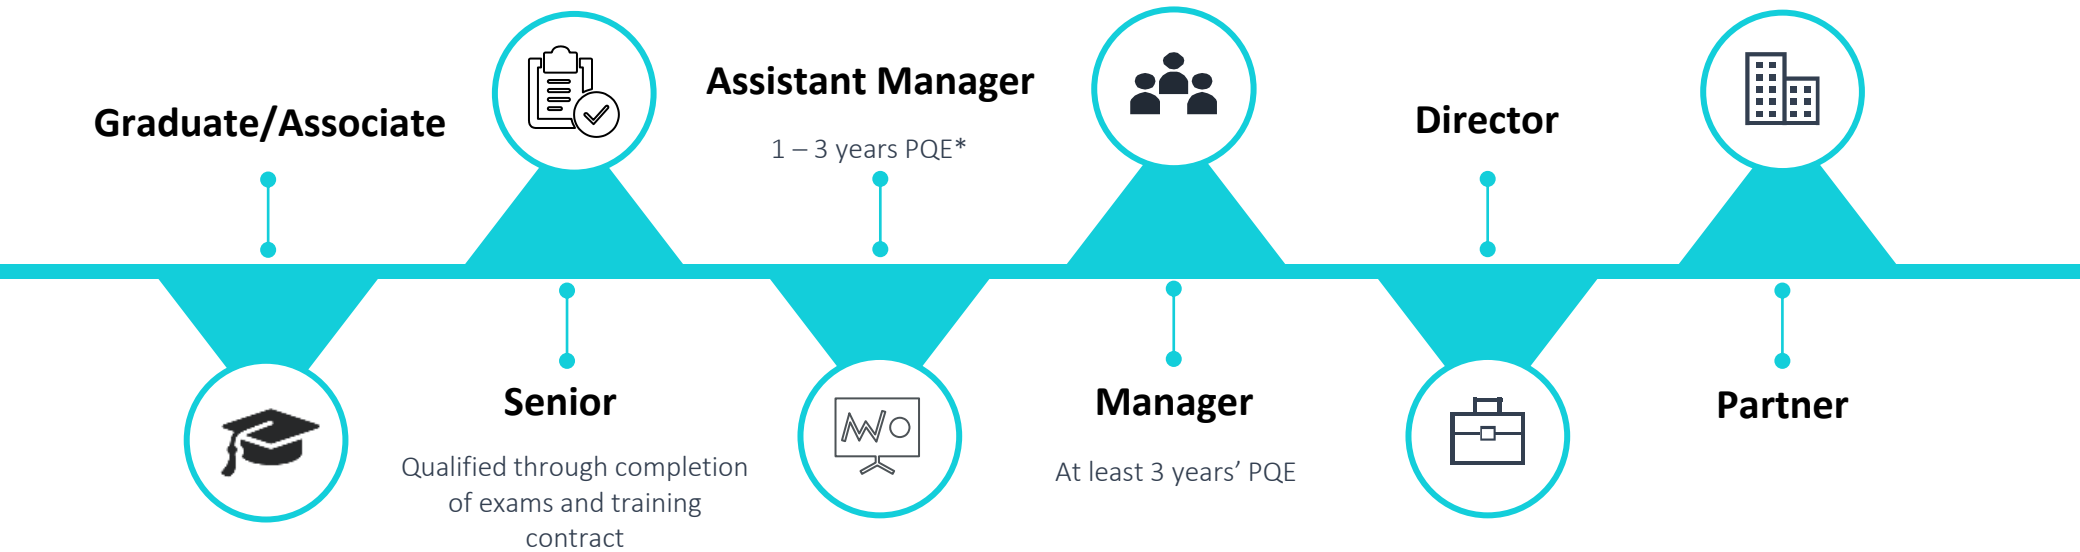 Graduate/Associate
Senior
Qualified through completion
of exams and training
contract
Assistant Manager
1 – 3 years PQE*
Manager
At least 3 years’ PQE
Director
Partner